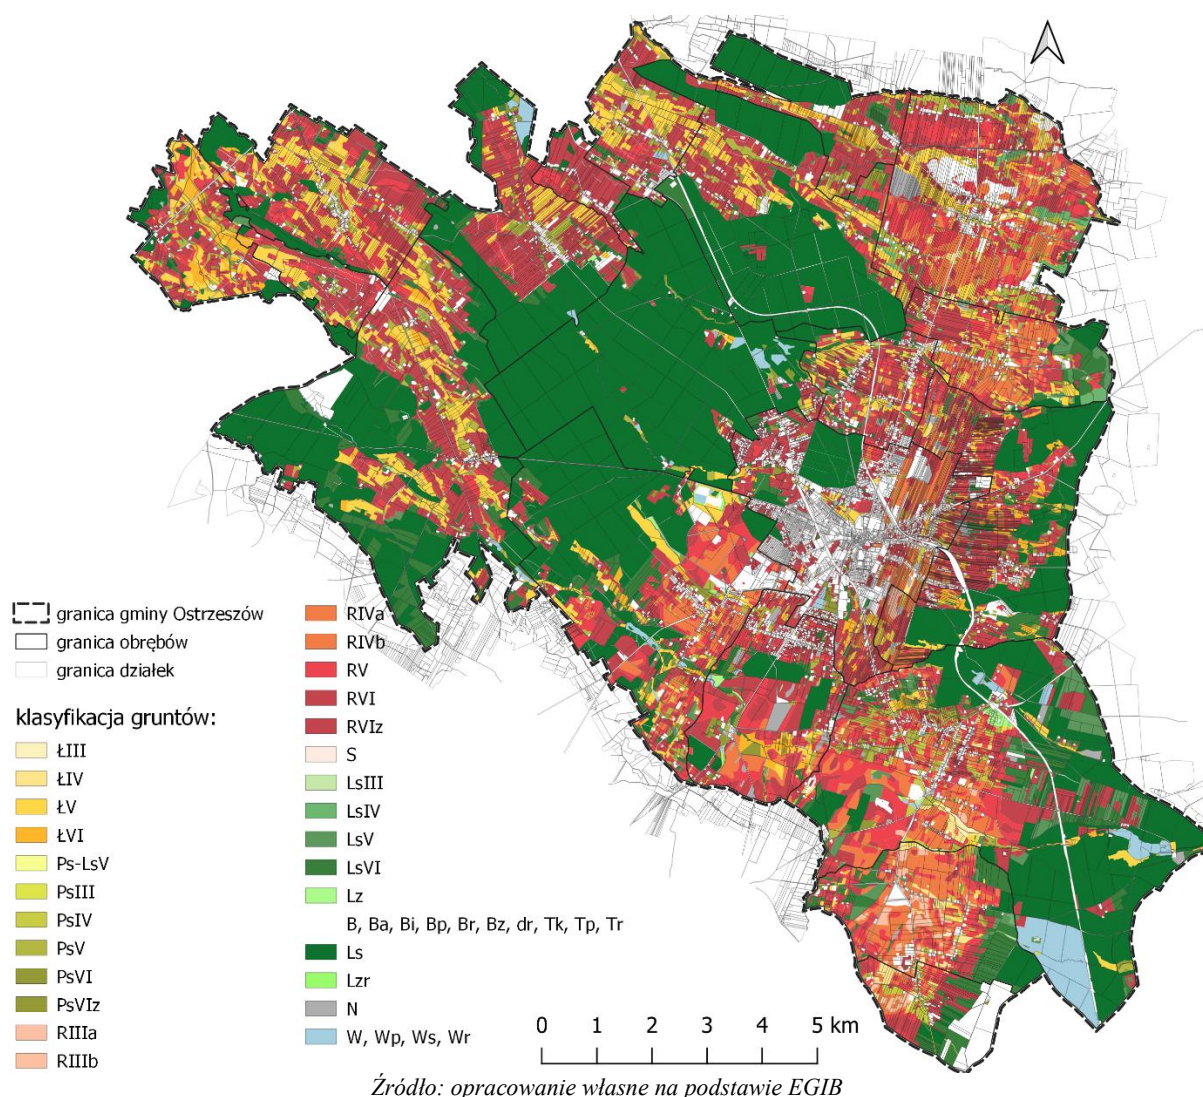 granica gminy Ostrzeszów
granica obrębów
granica działek
klasyfikacja gruntów:
ŁIII
ŁIV
ŁV
ŁVI
Ps-LsV
PsIII
PsIV
PsV
PsVI
PsVIz
RIIIa
RIIIb
RIVa
RIVb
RV
RVI
RVIz
S
LsIII
LsIV
LsV
LsVI
Lz
B, Ba, Bi, Bp, Br, Bz, dr, Tk, Tp, Tr
Ls
Lzr
N
W, Wp, Ws, Wr
0 1 2 3 4 5 km
Źródło: opracowanie własne na podstawie EGIB